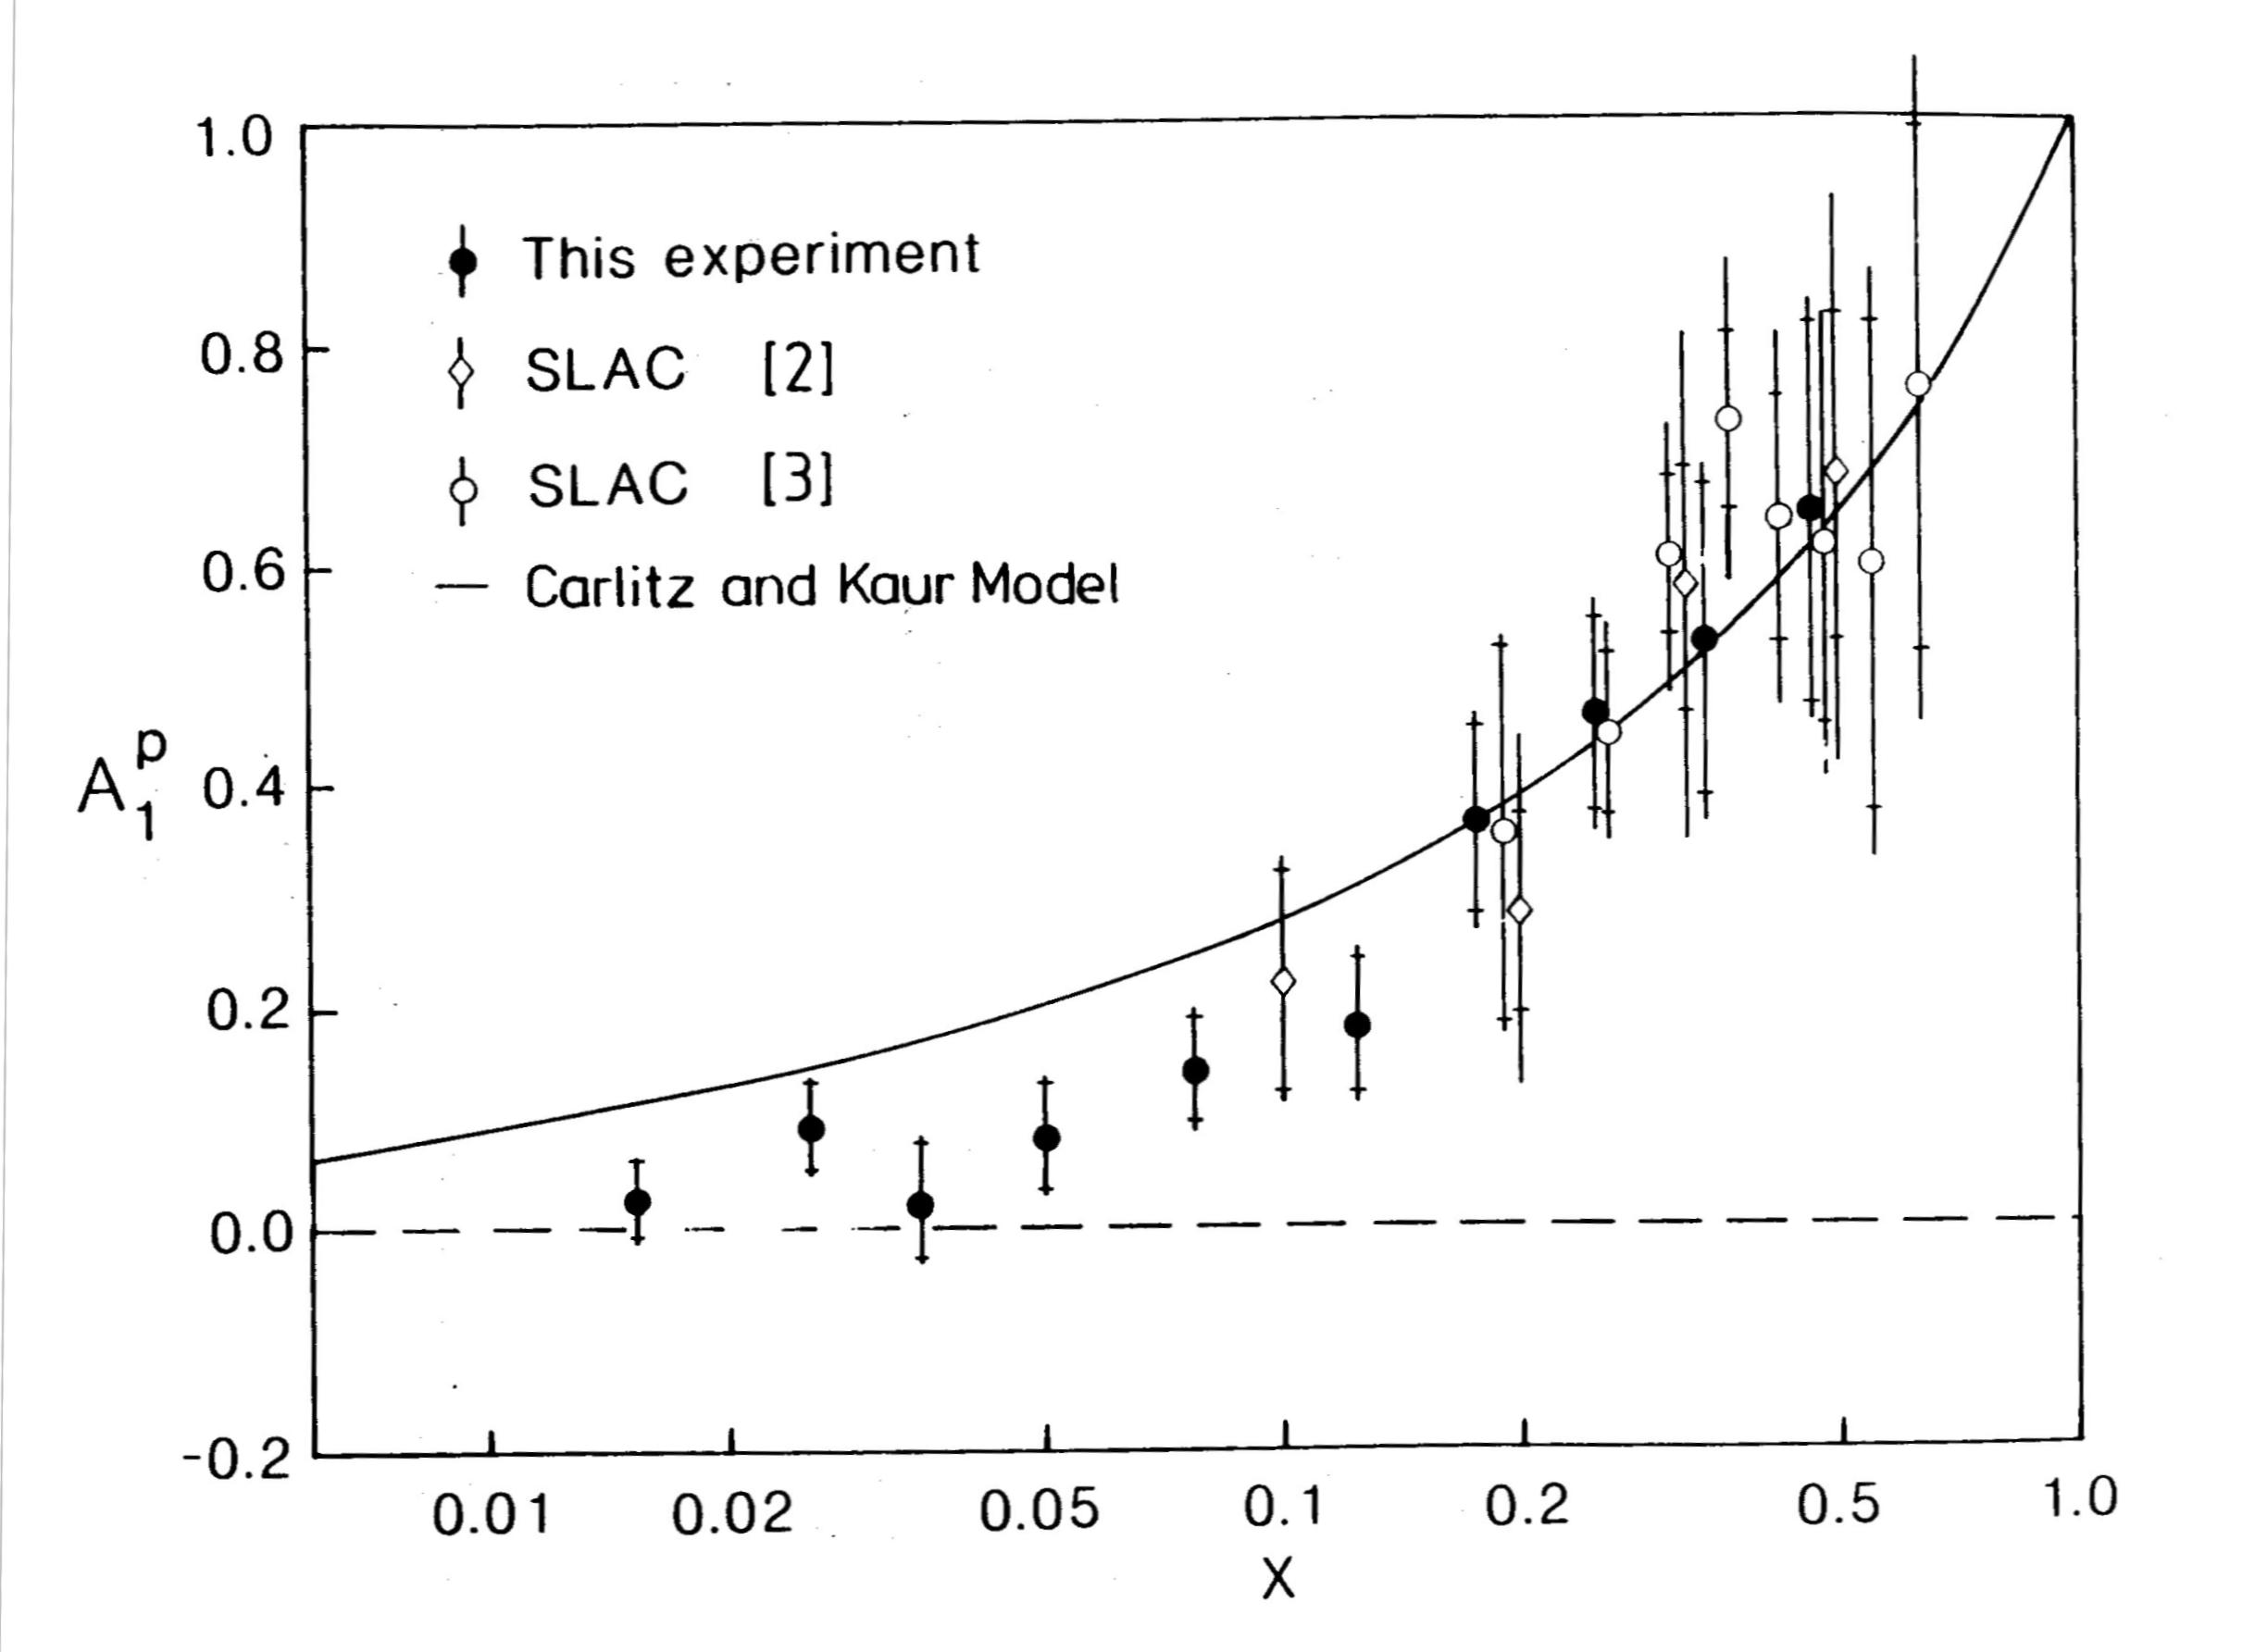 1.0
This experiment
0.8
SLAC [2]
SLAC [3]
0.6
Carlitz and Kaur Model
A₁ᵖ
0.4
0.2
0.0
-0.2
0.01 0.02 0.05 0.1 0.2 0.5 1.0
X